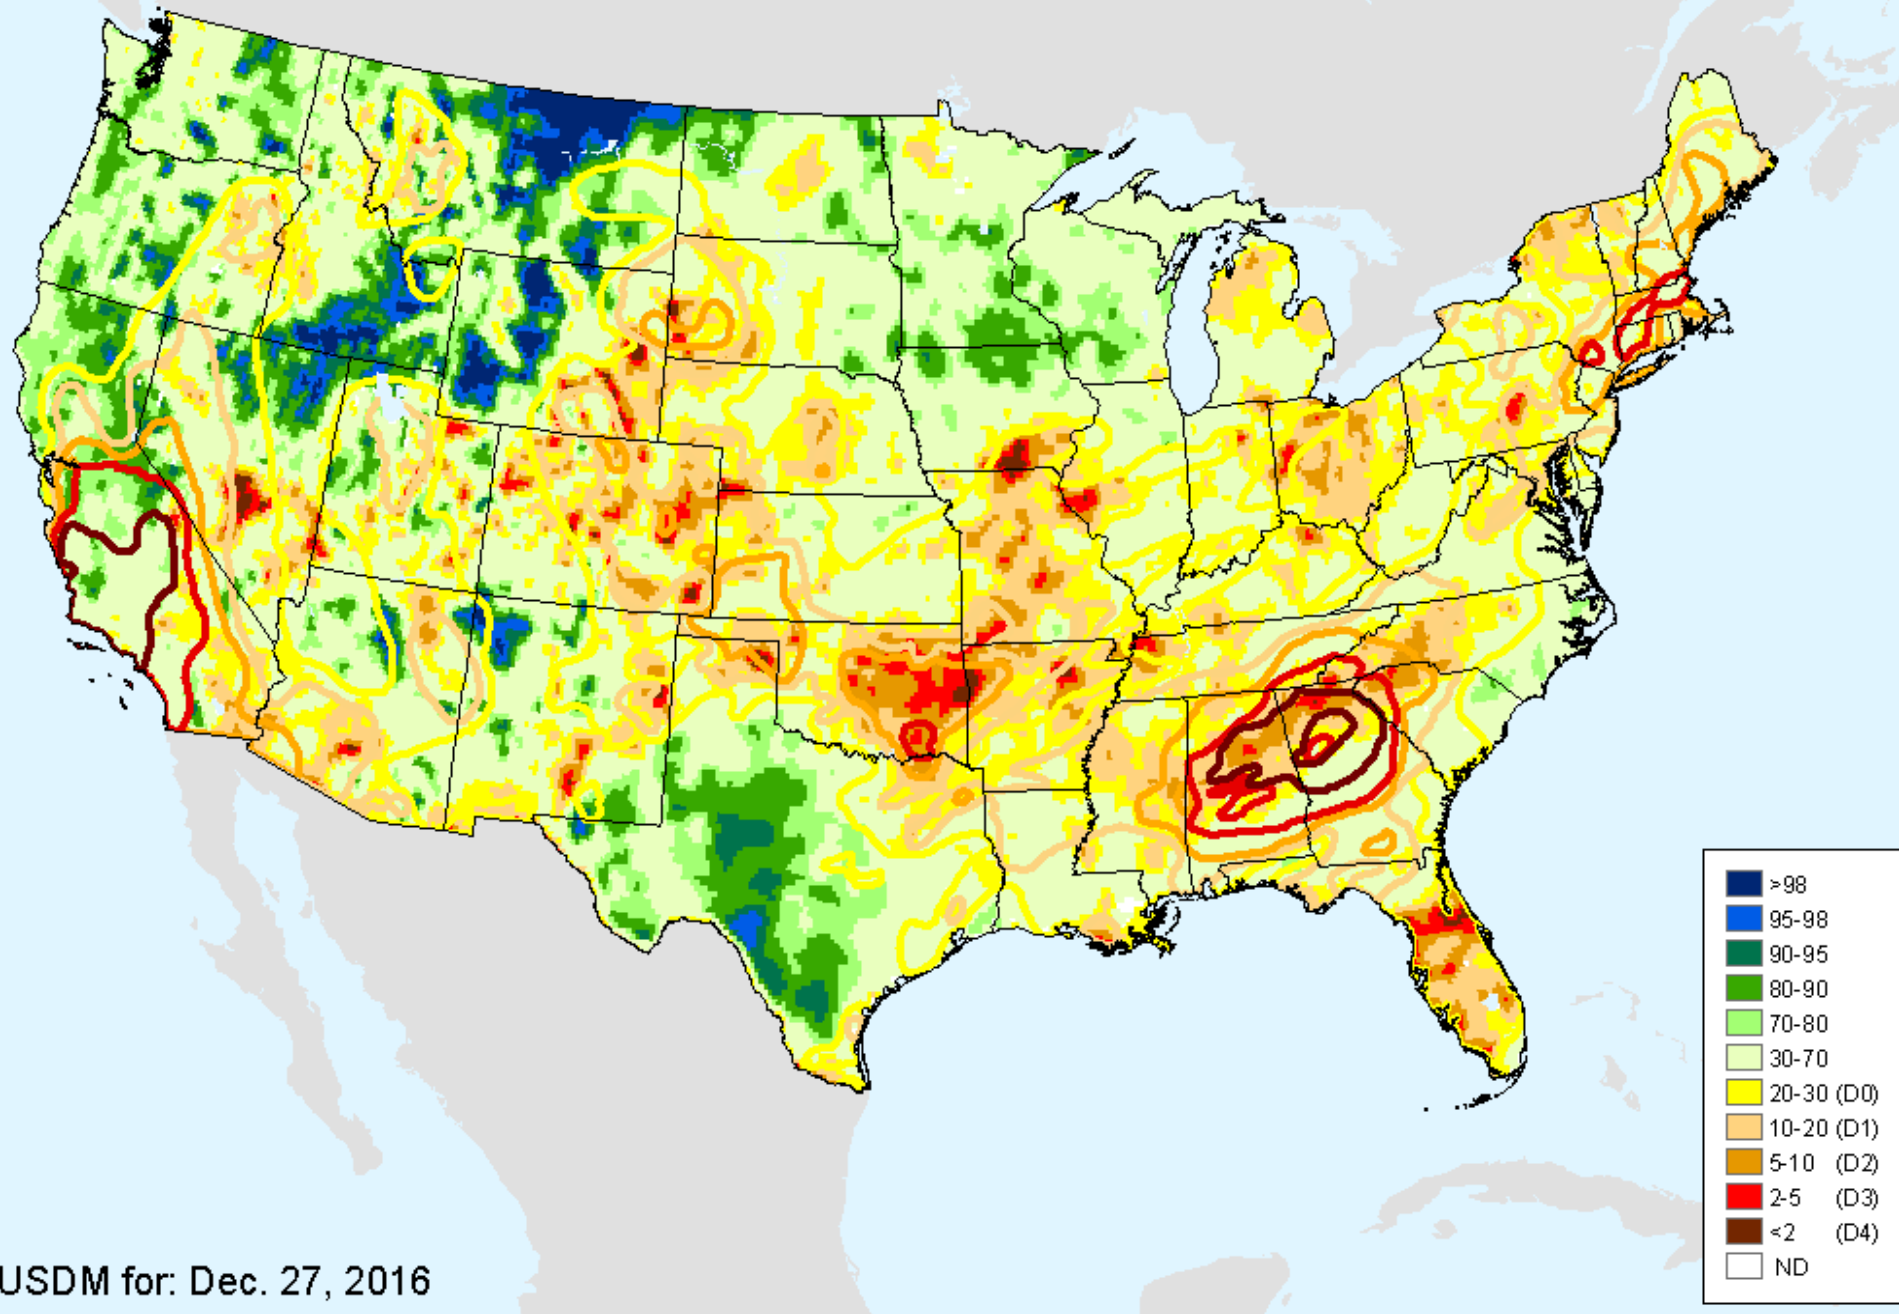 >98
95-98
90-95
80-90
70-80
30-70
20-30 (D0)
10-20 (D1)
5-10 (D2)
2-5 (D3)
<2 (D4)
ND
USDM for: Dec. 27, 2016